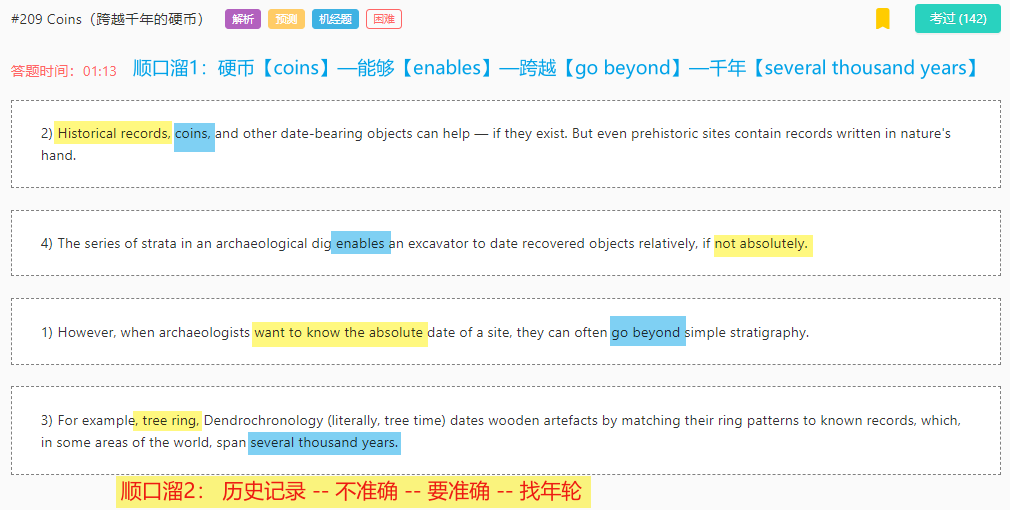 #209 Coins（跨越千年的硬币） 解析 预测 机经题 困难 考过 (142)
答题时间：01:13 顺口溜1：硬币【coins】—能够【enables】—跨越【go beyond】—千年【several thousand years】
2) Historical records, coins, and other date-bearing objects can help — if they exist. But even prehistoric sites contain records written in nature's
hand.
4) The series of strata in an archaeological dig enables an excavator to date recovered objects relatively, if not absolutely.
1) However, when archaeologists want to know the absolute date of a site, they can often go beyond simple stratigraphy.
3) For example, tree ring, Dendrochronology (literally, tree time) dates wooden artefacts by matching their ring patterns to known records, which,
in some areas of the world, span several thousand years.
顺口溜2： 历史记录 -- 不准确 -- 要准确 -- 找年轮